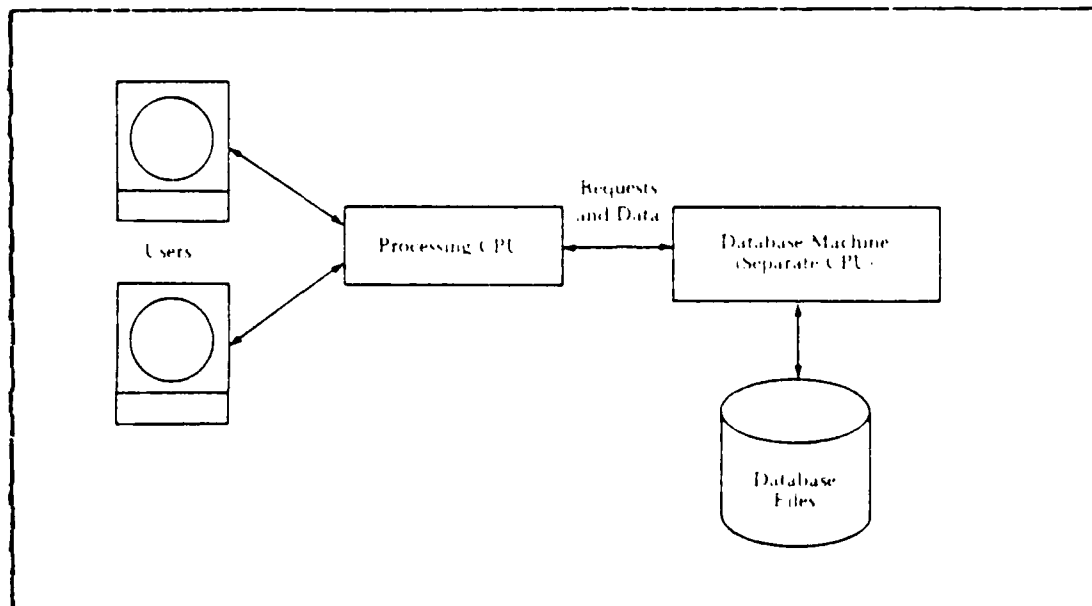 Users
Processing CPU
Requests
and Data
Database Machine
(Separate CPU)
Database
Files